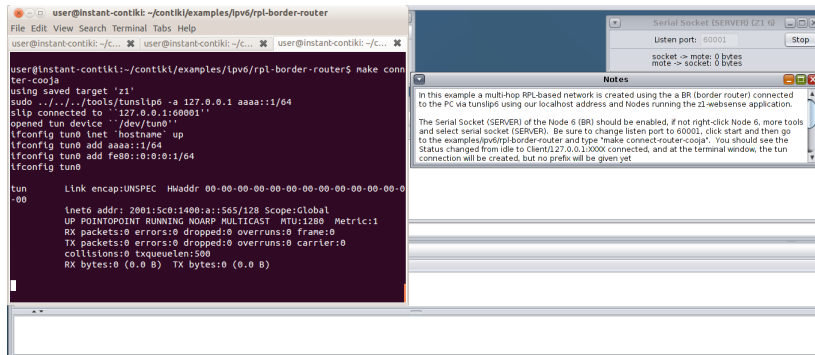 user@instant-contiki: ~/contiki/examples/ipv6/rpl-border-router
File Edit View Search Terminal Tabs Help
user@instant-contiki: ~/c... ✖ user@instant-contiki: ~/c... ✖ user@instant-contiki: ~/c... ✖
user@instant-contiki:~/contiki/examples/ipv6/rpl-border-router$ make conn
ter-cooja
using saved target 'z1'
sudo ../../../tools/tunslip6 -a 127.0.0.1 aaaa::1/64
slip connected to ``127.0.0.1:60001''
opened tun device ``/dev/tun0''
ifconfig tun0 inet `hostname` up
ifconfig tun0 add aaaa::1/64
ifconfig tun0 add fe80::0:0:0:1/64
ifconfig tun0
tun Link encap:UNSPEC HWaddr 00-00-00-00-00-00-00-00-00-00-00-00-00-00-0
-00
inet6 addr: 2001:5c0:1400:a::565/128 Scope:Global
UP POINTOPOINT RUNNING NOARP MULTICAST MTU:1280 Metric:1
RX packets:0 errors:0 dropped:0 overruns:0 frame:0
TX packets:0 errors:0 dropped:0 overruns:0 carrier:0
collisions:0 txqueuelen:500
RX bytes:0 (0.0 B) TX bytes:0 (0.0 B)
Serial Socket (SERVER) (Z1 6)
Listen port: 60001 Stop
socket -> mote: 0 bytes
mote -> socket: 0 bytes
Notes
In this example a multi-hop RPL-based network is created using the a BR (border router) connected
to the PC via tunslip6 using our localhost address and Nodes running the z1-websense application.
The Serial Socket (SERVER) of the Node 6 (BR) should be enabled, if not right-click Node 6, more tools
and select serial socket (SERVER). Be sure to change listen port to 60001, click start and then go
to the examples/ipv6/rpl-border-router and type "make connect-router-cooja". You should see the
Status changed from idle to Client/127.0.0.1:XXXX connected, and at the terminal window, the tun
connection will be created, but no prefix will be given yet